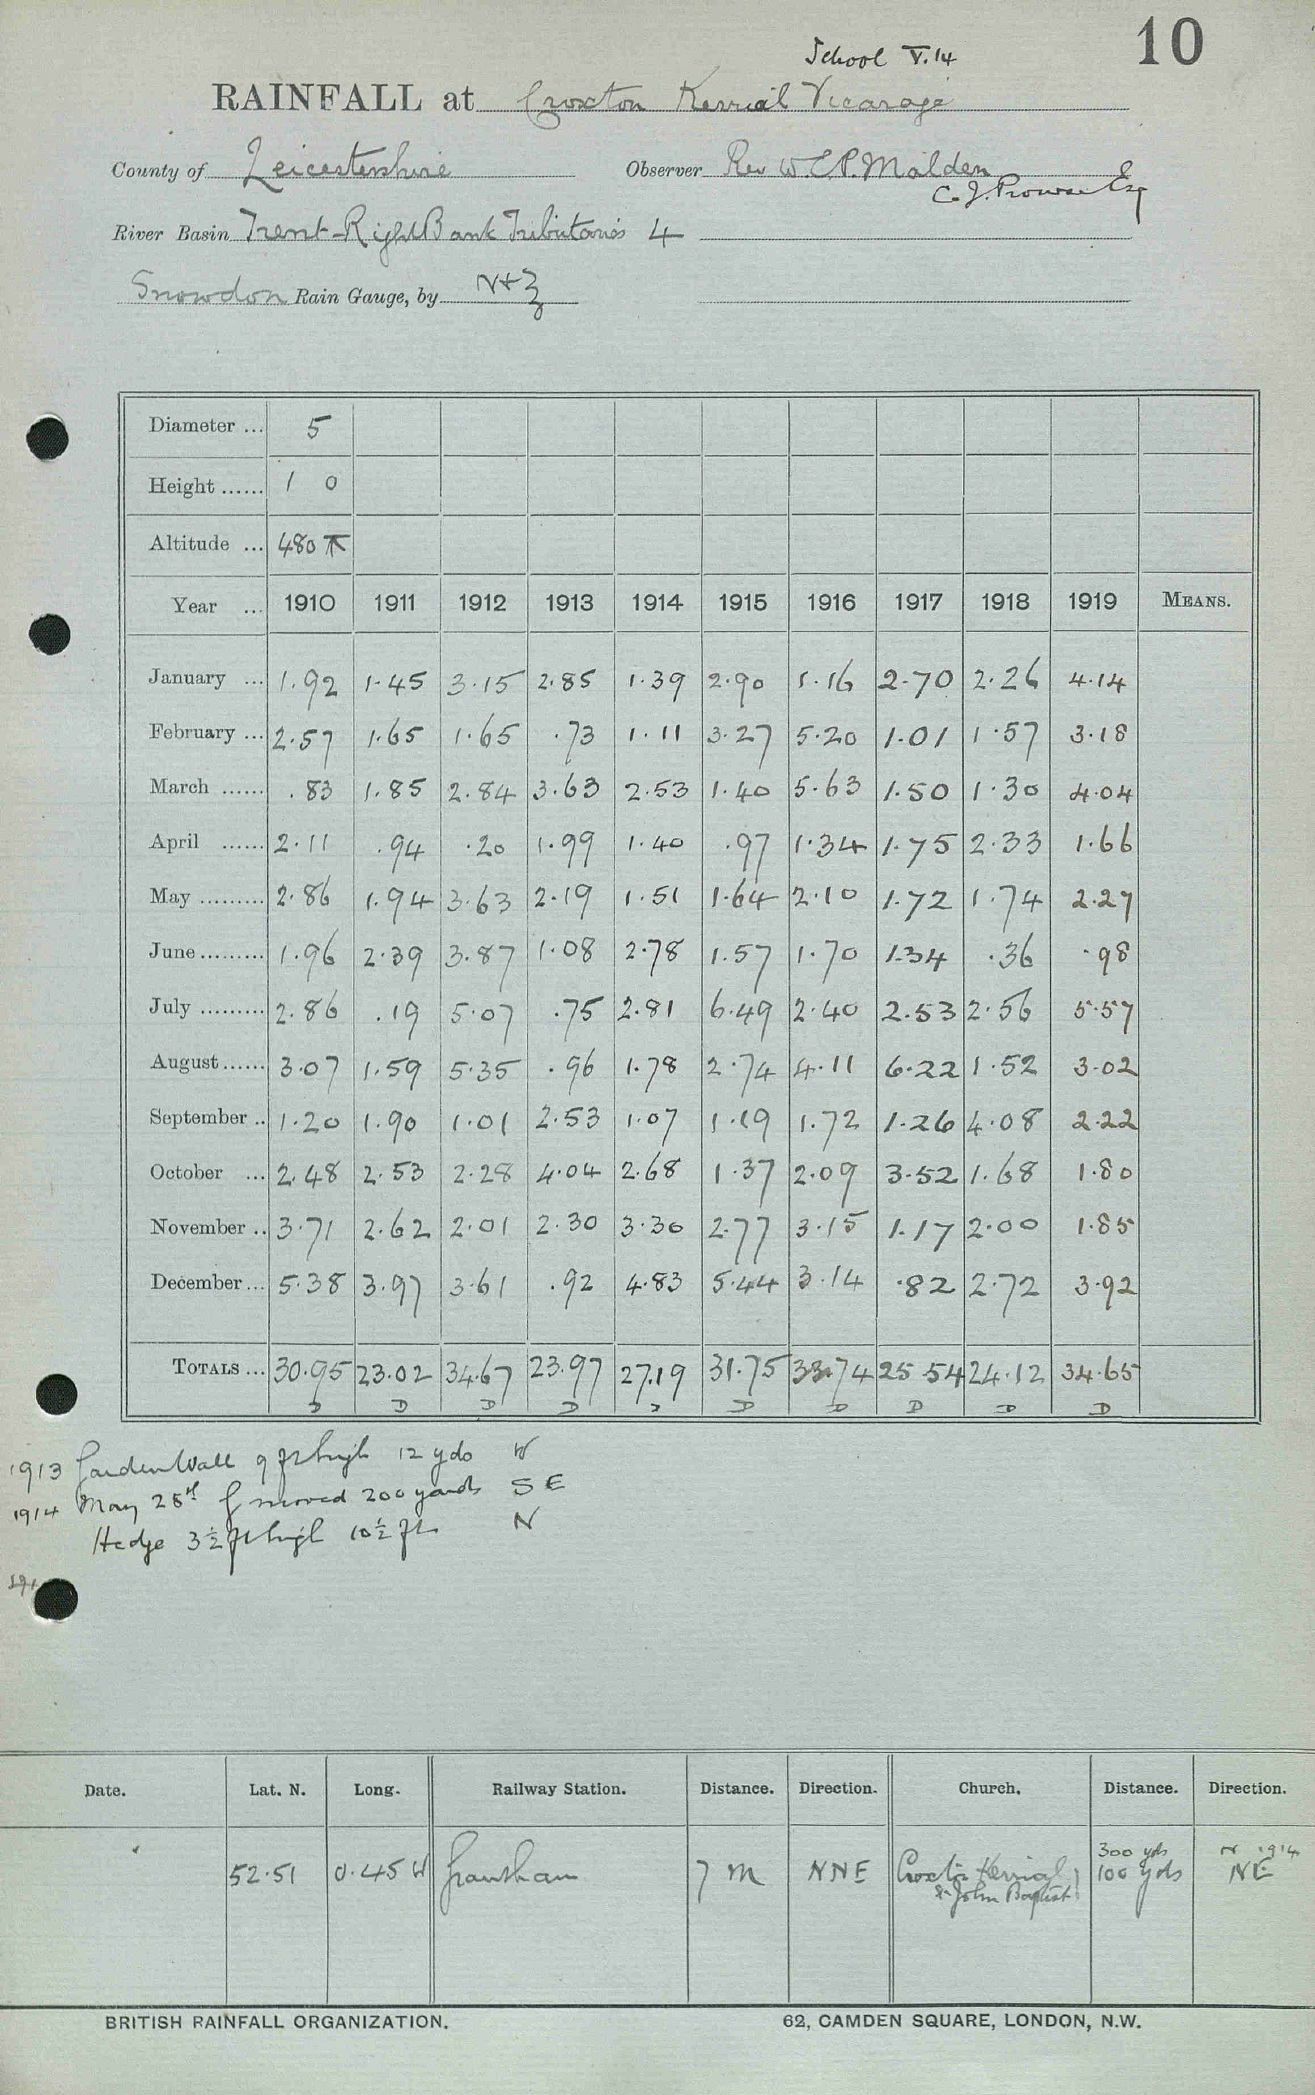 10
School V.14
RAINFALL at Croxton Kerrial Vicarage
County of Leicestershire Observer Rev W.C.P. Malden
C. J. Prowse Esq
River Basin Trent-Right Bank Tributaries 4
Snowdon Rain Gauge, by N+Z
Diameter ... 5
Height ...... 1 0
Altitude ... 480
Year ... 1910 1911 1912 1913 1914 1915 1916 1917 1918 1919 MEANS.
January ... 1.92 1.45 3.15 2.85 1.39 2.90 1.16 2.70 2.26 4.14
February ... 2.57 1.65 1.65 .73 1.11 3.27 5.20 1.01 1.57 3.18
March ...... .83 1.85 2.84 3.63 2.53 1.40 5.63 1.50 1.30 4.04
April ...... 2.11 .94 .20 1.99 1.40 .97 1.34 1.75 2.33 1.66
May ......... 2.86 1.94 3.63 2.19 1.51 1.64 2.10 1.72 1.74 2.27
June ......... 1.96 2.39 3.87 1.08 2.78 1.57 1.70 1.34 .36 .98
July ......... 2.86 .19 5.07 .75 2.81 6.49 2.40 2.53 2.56 5.57
August ...... 3.07 1.59 5.35 .96 1.78 2.74 4.11 6.22 1.52 3.02
September .. 1.20 1.90 1.01 2.53 1.07 1.19 1.72 1.26 4.08 2.22
October ... 2.48 2.53 2.28 4.04 2.68 1.37 2.09 3.52 1.68 1.80
November .. 3.71 2.62 2.01 2.30 3.30 2.77 3.15 1.17 2.00 1.85
December ... 5.38 3.97 3.61 .92 4.83 5.44 3.14 .82 2.72 3.92
TOTALS ... 30.95 23.02 34.67 23.97 27.19 31.75 33.74 25.54 24.12 34.65
D D D D D D D D D D
1913 Garden Wall 9 ft high 12 yds W
1914 May 28th G moved 200 yards SE
Hedge 3½ ft high 10½ ft N
191
Date. Lat. N. Long. Railway Station. Distance. Direction. Church. Distance. Direction.
300 yds N 1914
52.51 0.45 W Grantham 7 m NNE Croxton Kerrial 100 yds NE
St John Baptist
BRITISH RAINFALL ORGANIZATION. 62, CAMDEN SQUARE, LONDON, N.W.